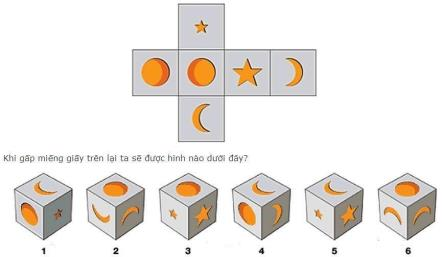 Khi gấp miếng giấy trên lại ta sẽ được hình nào dưới đây?
1 2 3 4 5 6